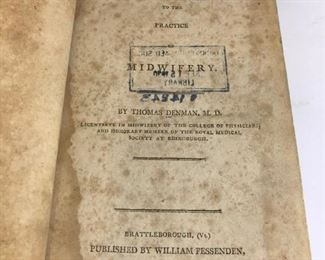 TO THE
PRACTICE
MIDWIFERY.
LIBRARY
BY THOMAS DENMAN, M. D.
LICENTIATE IN MIDWIFERY OF THE COLLEGE OF PHYSICIANS,
AND HONORARY MEMBER OF THE ROYAL MEDICAL
SOCIETY AT EDINBURGH.
BRATTLEBOROUGH, (Vt)
PUBLISHED BY WILLIAM FESSENDEN,